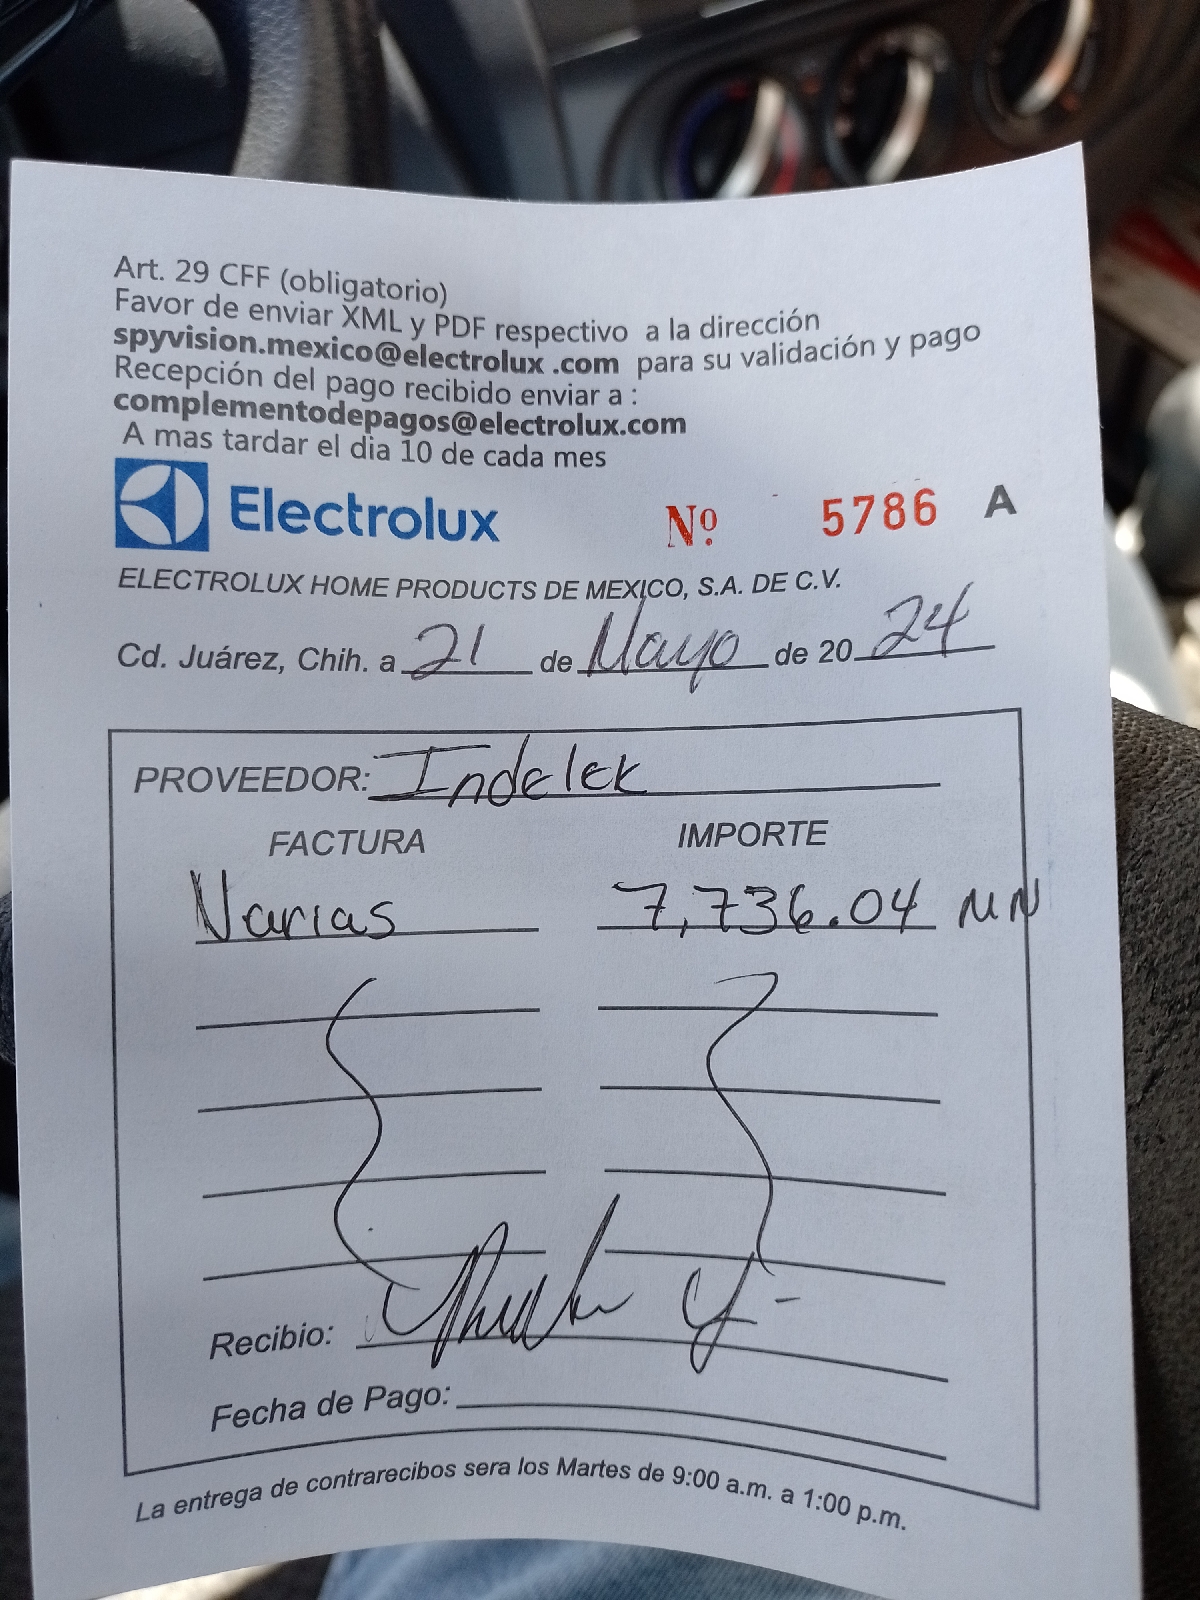 Art. 29 CFF (obligatorio)
Favor de enviar XML y PDF respectivo a la dirección
spyvision.mexico@electrolux .com para su validación y pago
Recepción del pago recibido enviar a :
complementodepagos@electrolux.com
A mas tardar el dia 10 de cada mes
Electrolux Nº 5786 A
ELECTROLUX HOME PRODUCTS DE MEXICO, S.A. DE C.V.
Cd. Juárez, Chih. a 21 de Mayo de 20 24
PROVEEDOR: Indelek
FACTURA IMPORTE
Varias 7,736.04 MN
Recibio:
Fecha de Pago:
La entrega de contrarecibos sera los Martes de 9:00 a.m. a 1:00 p.m.